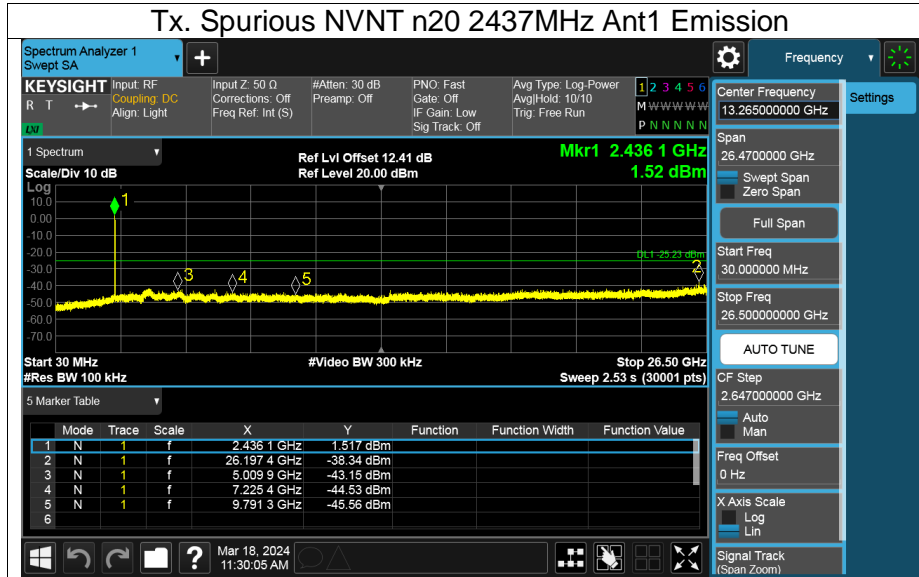 Tx. Spurious NVNT n20 2437MHz Ant1 Emission
Spectrum Analyzer 1
Swept SA
+
Frequency
KEYSIGHT
R T
LXI
Input: RF
Coupling: DC
Align: Light
Input Z: 50 Ω
Corrections: Off
Freq Ref: Int (S)
#Atten: 30 dB
Preamp: Off
PNO: Fast
Gate: Off
IF Gain: Low
Sig Track: Off
Avg Type: Log-Power
Avg|Hold: 10/10
Trig: Free Run
1 2 3 4 5 6
M W W W W W
P N N N N N
1 Spectrum
Scale/Div 10 dB
Ref Lvl Offset 12.41 dB
Ref Level 20.00 dBm
Mkr1 2.436 1 GHz
1.52 dBm
Log
10.0
0.00
-10.0
-20.0
-30.0
-40.0
-50.0
-60.0
-70.0
1
3
4
5
2
DL1 -25.23 dBm
Start 30 MHz
#Res BW 100 kHz
#Video BW 300 kHz
Stop 26.50 GHz
Sweep 2.53 s (30001 pts)
5 Marker Table
Mode Trace Scale X Y Function Function Width Function Value
1 N 1 f 2.436 1 GHz 1.517 dBm
2 N 1 f 26.197 4 GHz -38.34 dBm
3 N 1 f 5.009 9 GHz -43.15 dBm
4 N 1 f 7.225 4 GHz -44.53 dBm
5 N 1 f 9.791 3 GHz -45.56 dBm
6
?
Mar 18, 2024
11:30:05 AM
Center Frequency
13.265000000 GHz
Settings
Span
26.4700000 GHz
Swept Span
Zero Span
Full Span
Start Freq
30.000000 MHz
Stop Freq
26.500000000 GHz
AUTO TUNE
CF Step
2.647000000 GHz
Auto
Man
Freq Offset
0 Hz
X Axis Scale
Log
Lin
Signal Track
(Span Zoom)